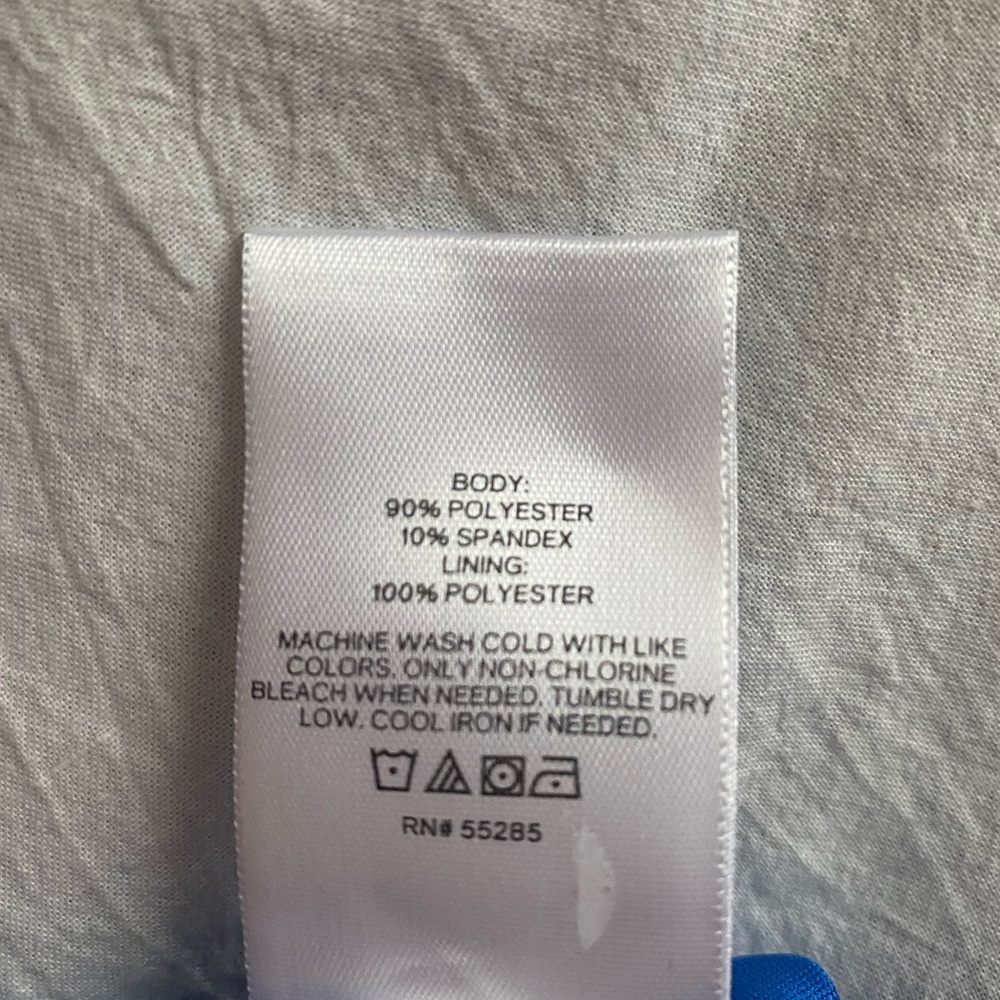 BODY:
90% POLYESTER
10% SPANDEX
LINING:
100% POLYESTER
MACHINE WASH COLD WITH LIKE
COLORS. ONLY NON-CHLORINE
BLEACH WHEN NEEDED. TUMBLE DRY
LOW. COOL IRON IF NEEDED.
RN# 55285